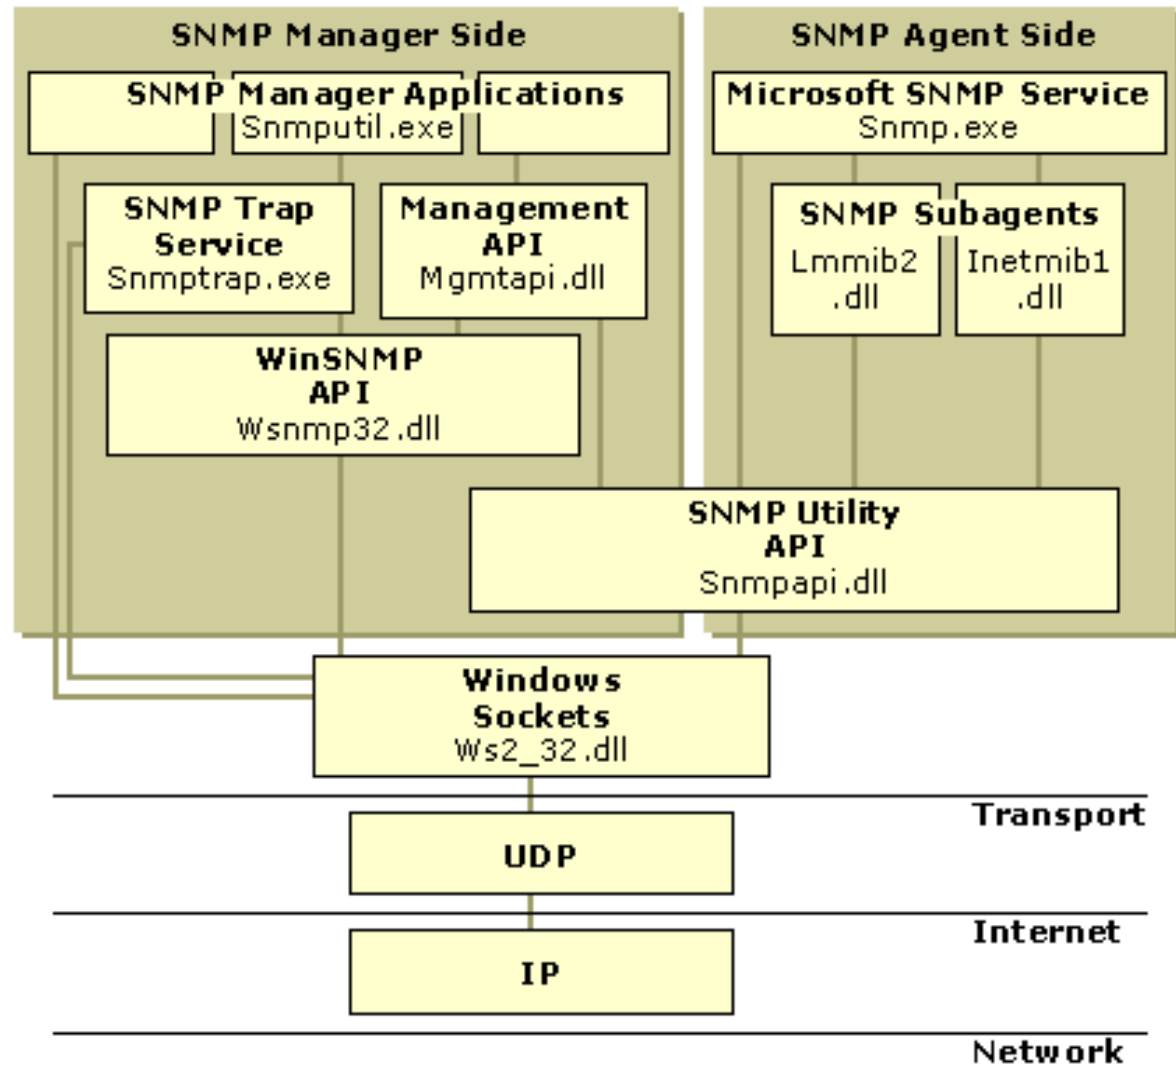 SNMP Manager Side
SNMP Manager Applications
Snmputil.exe
SNMP Trap
Service
Snmptrap.exe
Management
API
Mgmtapi.dll
WinSNMP
API
Wsnmp32.dll
SNMP Agent Side
Microsoft SNMP Service
Snmp.exe
SNMP Subagents
Lmmib2
.dll
Inetmib1
.dll
SNMP Utility
API
Snmpapi.dll
Windows
Sockets
Ws2_32.dll
Transport
UDP
Internet
IP
Network